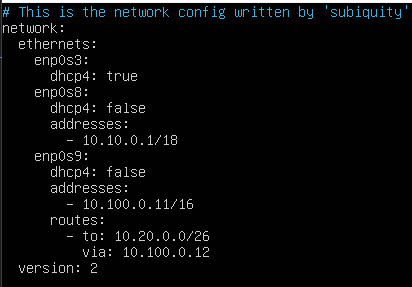 # This is the network config written by 'subiquity'
network:
  ethernets:
    enp0s3:
      dhcp4: true
    enp0s8:
      dhcp4: false
      addresses:
        - 10.10.0.1/18
    enp0s9:
      dhcp4: false
      addresses:
        - 10.100.0.11/16
      routes:
        - to: 10.20.0.0/26
          via: 10.100.0.12
  version: 2